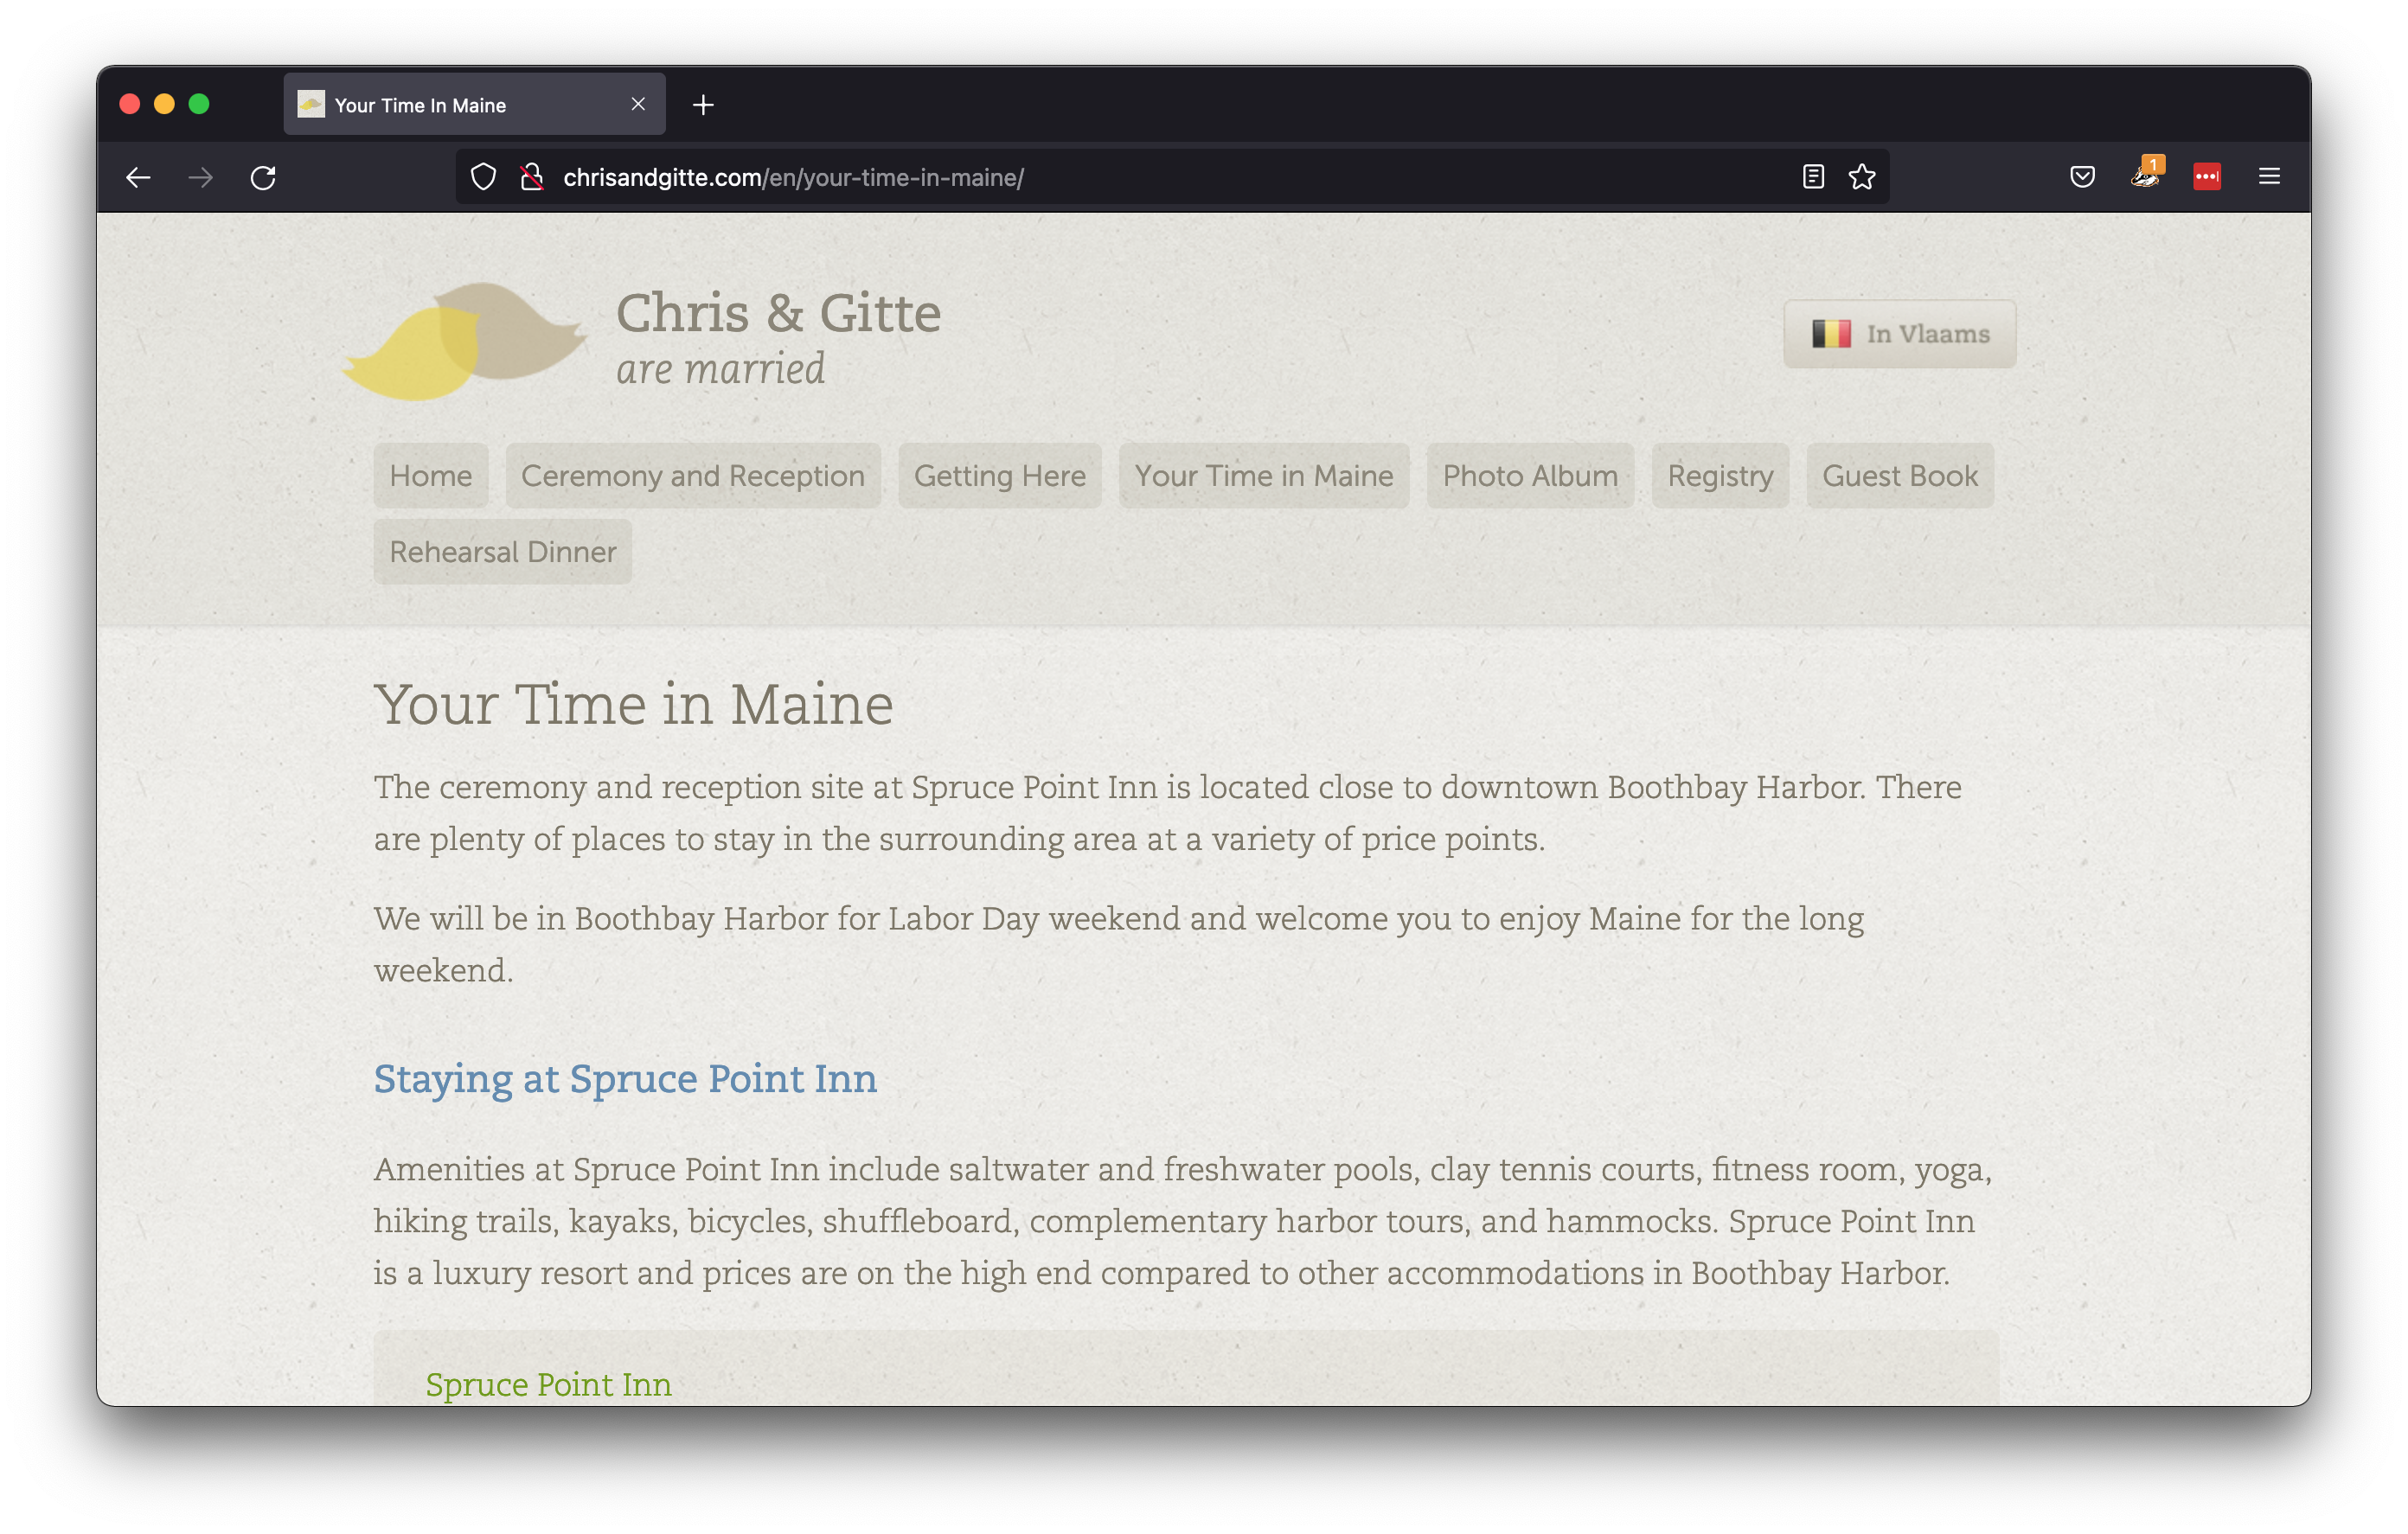 Your Time In Maine
chrisandgitte.com/en/your-time-in-maine/
1
Chris & Gitte
are married
In Vlaams
Home
Ceremony and Reception
Getting Here
Your Time in Maine
Photo Album
Registry
Guest Book
Rehearsal Dinner
Your Time in Maine
The ceremony and reception site at Spruce Point Inn is located close to downtown Boothbay Harbor. There
are plenty of places to stay in the surrounding area at a variety of price points.
We will be in Boothbay Harbor for Labor Day weekend and welcome you to enjoy Maine for the long
weekend.
Staying at Spruce Point Inn
Amenities at Spruce Point Inn include saltwater and freshwater pools, clay tennis courts, fitness room, yoga,
hiking trails, kayaks, bicycles, shuffleboard, complementary harbor tours, and hammocks. Spruce Point Inn
is a luxury resort and prices are on the high end compared to other accommodations in Boothbay Harbor.
Spruce Point Inn